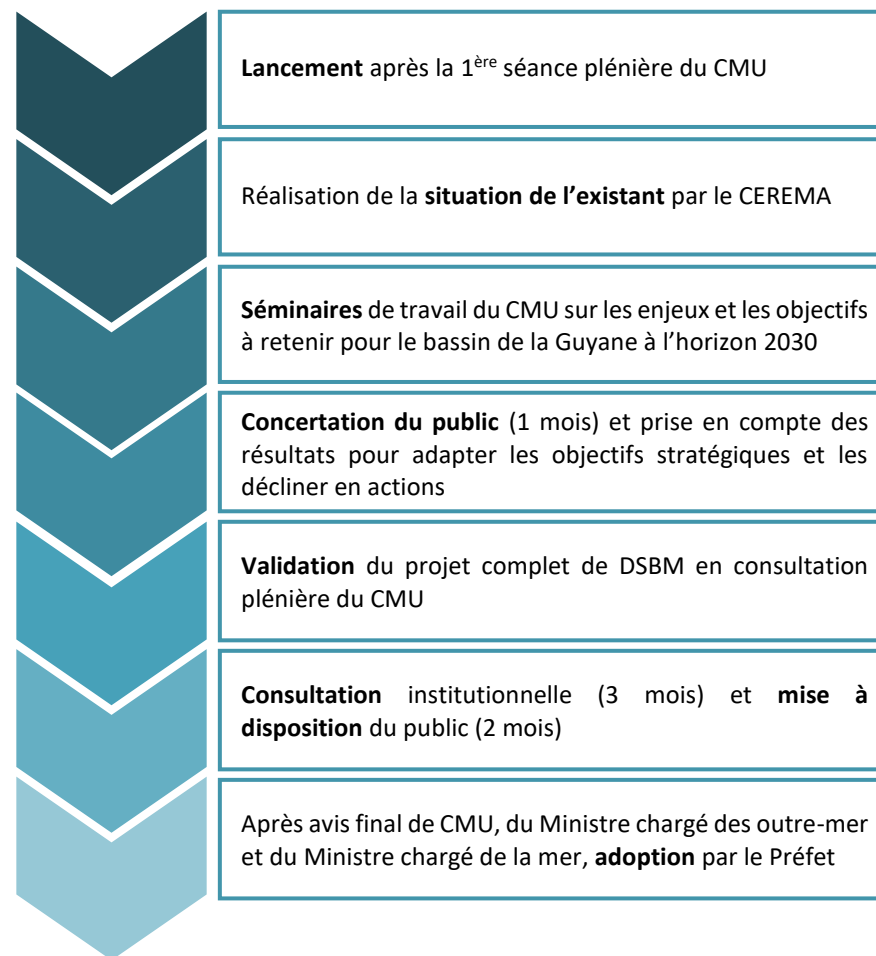 Lancement après la 1ère séance plénière du CMU
Réalisation de la situation de l’existant par le CEREMA
Séminaires de travail du CMU sur les enjeux et les objectifs
à retenir pour le bassin de la Guyane à l’horizon 2030
Concertation du public (1 mois) et prise en compte des
résultats pour adapter les objectifs stratégiques et les
décliner en actions
Validation du projet complet de DSBM en consultation
plénière du CMU
Consultation institutionnelle (3 mois) et mise à
disposition du public (2 mois)
Après avis final de CMU, du Ministre chargé des outre-mer
et du Ministre chargé de la mer, adoption par le Préfet